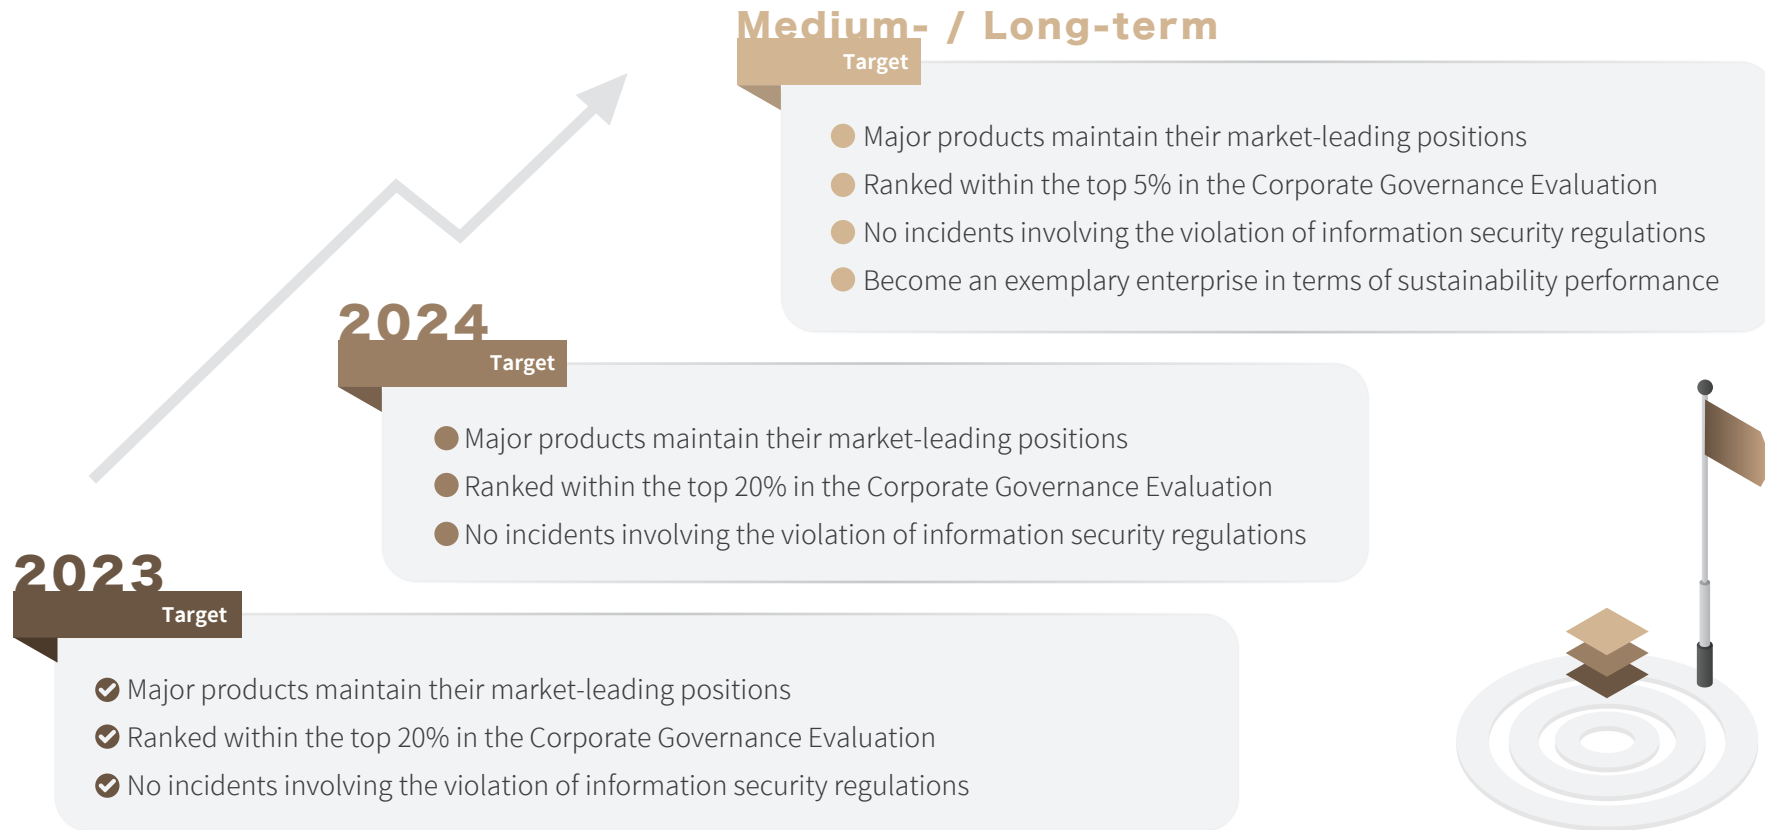 Medium- / Long-term
Target
Major products maintain their market-leading positions
Ranked within the top 5% in the Corporate Governance Evaluation
No incidents involving the violation of information security regulations
Become an exemplary enterprise in terms of sustainability performance
2024
Target
Major products maintain their market-leading positions
Ranked within the top 20% in the Corporate Governance Evaluation
No incidents involving the violation of information security regulations
2023
Target
Major products maintain their market-leading positions
Ranked within the top 20% in the Corporate Governance Evaluation
No incidents involving the violation of information security regulations